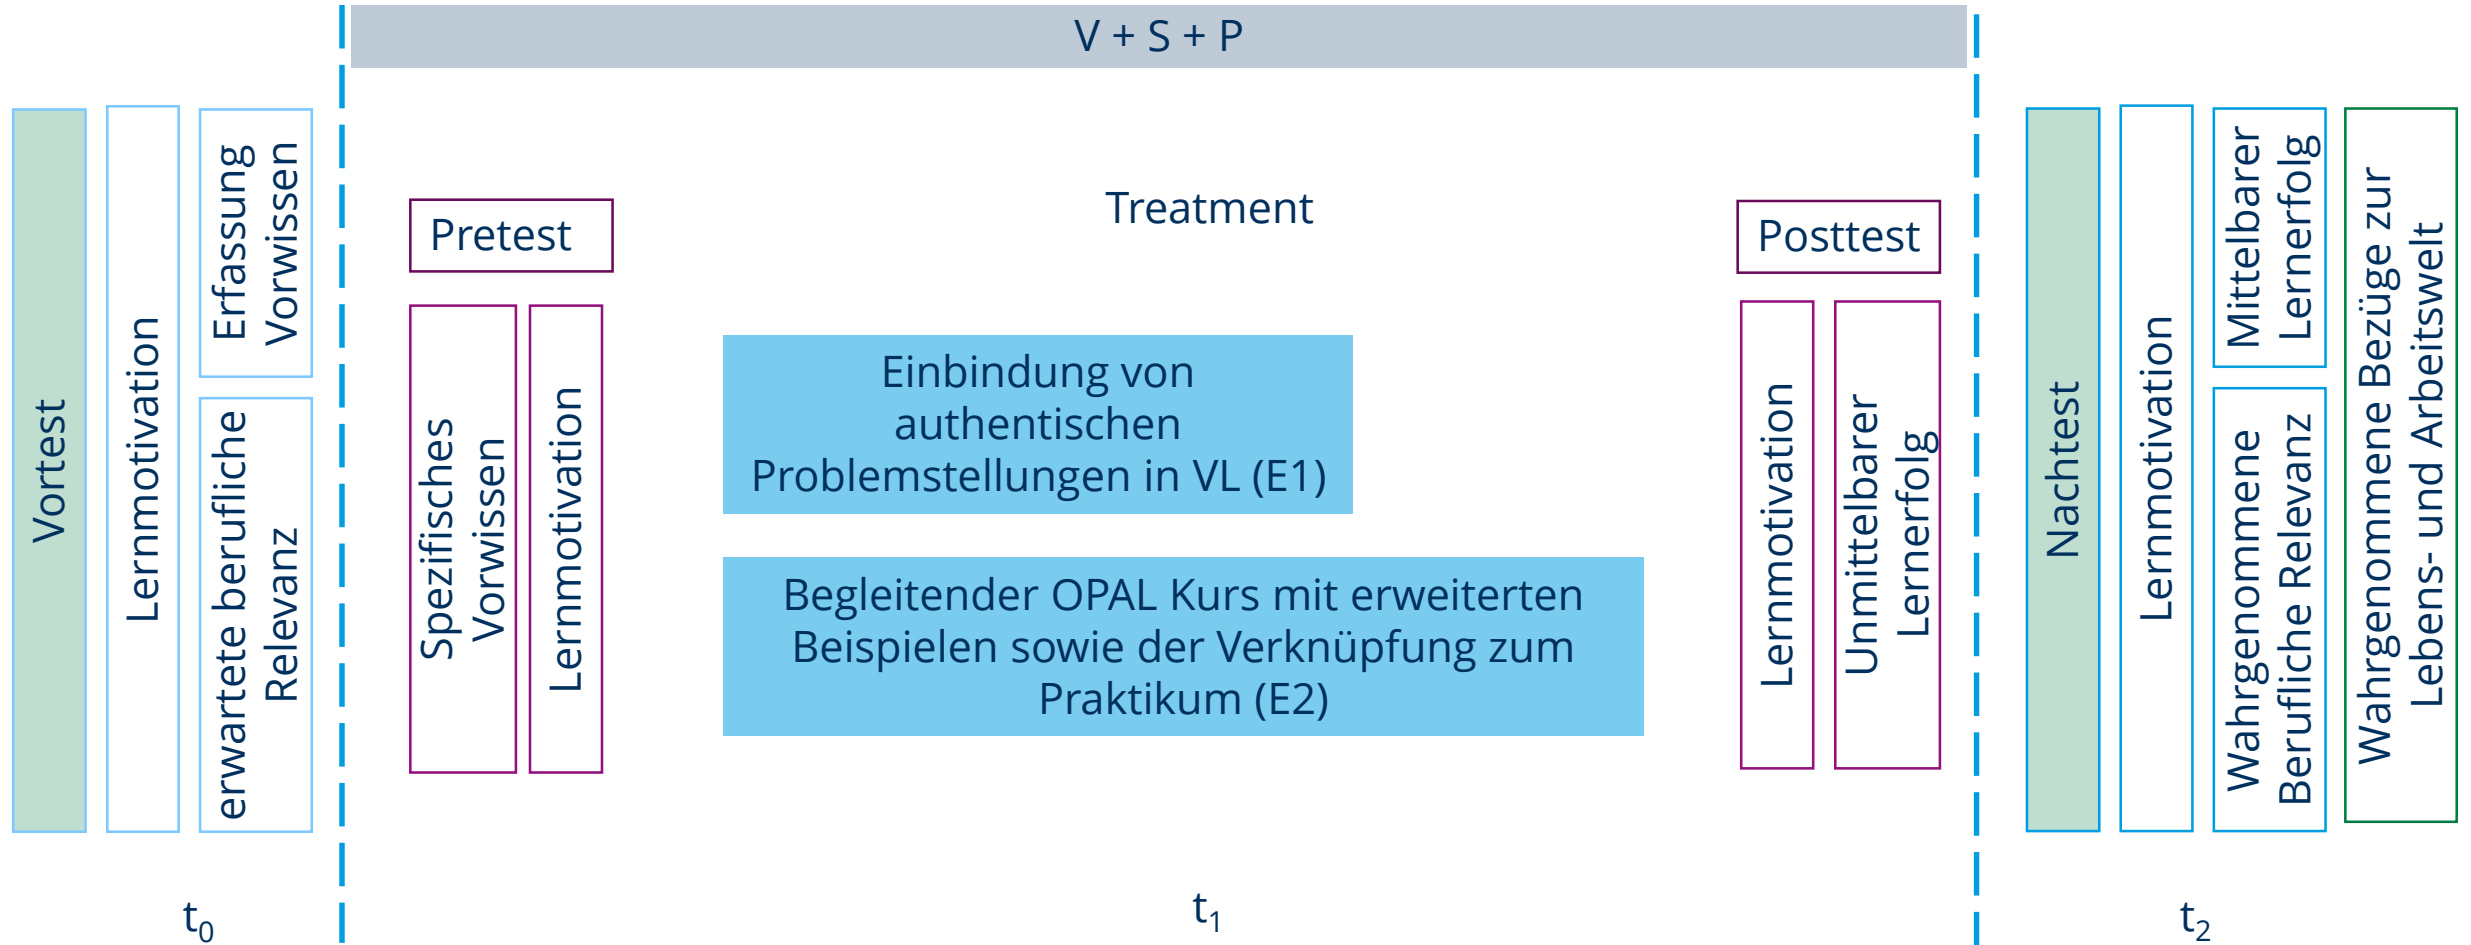 V + S + P
Vortest
Lernmotivation
Erfassung
Vorwissen
erwartete berufliche
Relevanz
t0
Pretest
Spezifisches
Vorwissen
Lernmotivation
Treatment
Einbindung von
authentischen
Problemstellungen in VL (E1)
Begleitender OPAL Kurs mit erweiterten
Beispielen sowie der Verknüpfung zum
Praktikum (E2)
Posttest
Lernmotivation
Unmittelbarer
Lernerfolg
t1
Nachtest
Lernmotivation
Mittelbarer
Lernerfolg
Wahrgenommene
Berufliche Relevanz
Wahrgenommene Bezüge zur
Lebens- und Arbeitswelt
t2